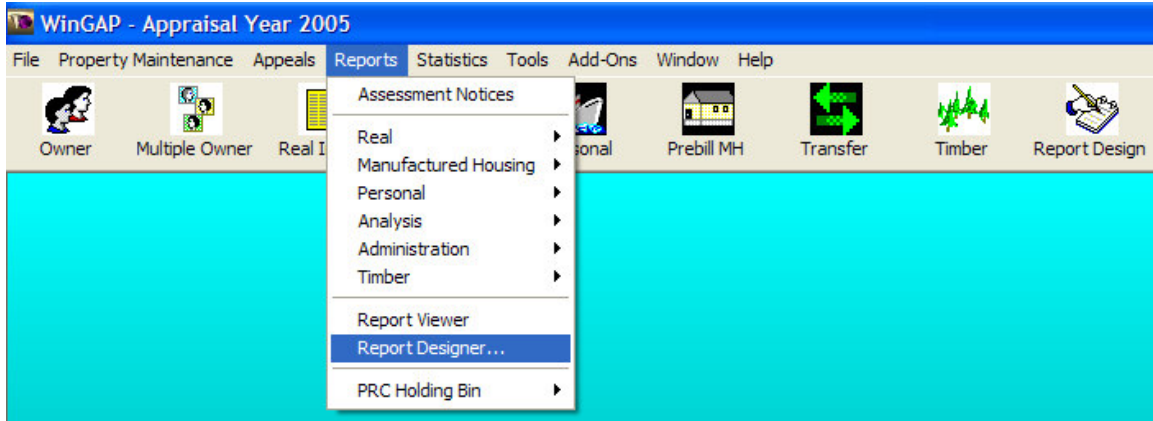 WinGAP - Appraisal Year 2005
File Property Maintenance Appeals Reports Statistics Tools Add-Ons Window Help
Owner Multiple Owner Real Prebill MH Transfer Timber Report Design
Assessment Notices
Real
Manufactured Housing
Personal
Analysis
Administration
Timber
Report Viewer
Report Designer...
PRC Holding Bin